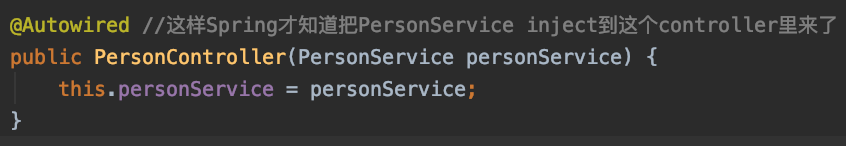 @Autowired //这样Spring才知道把PersonService inject到这个controller里来了
public PersonController(PersonService personService) {
    this.personService = personService;
}